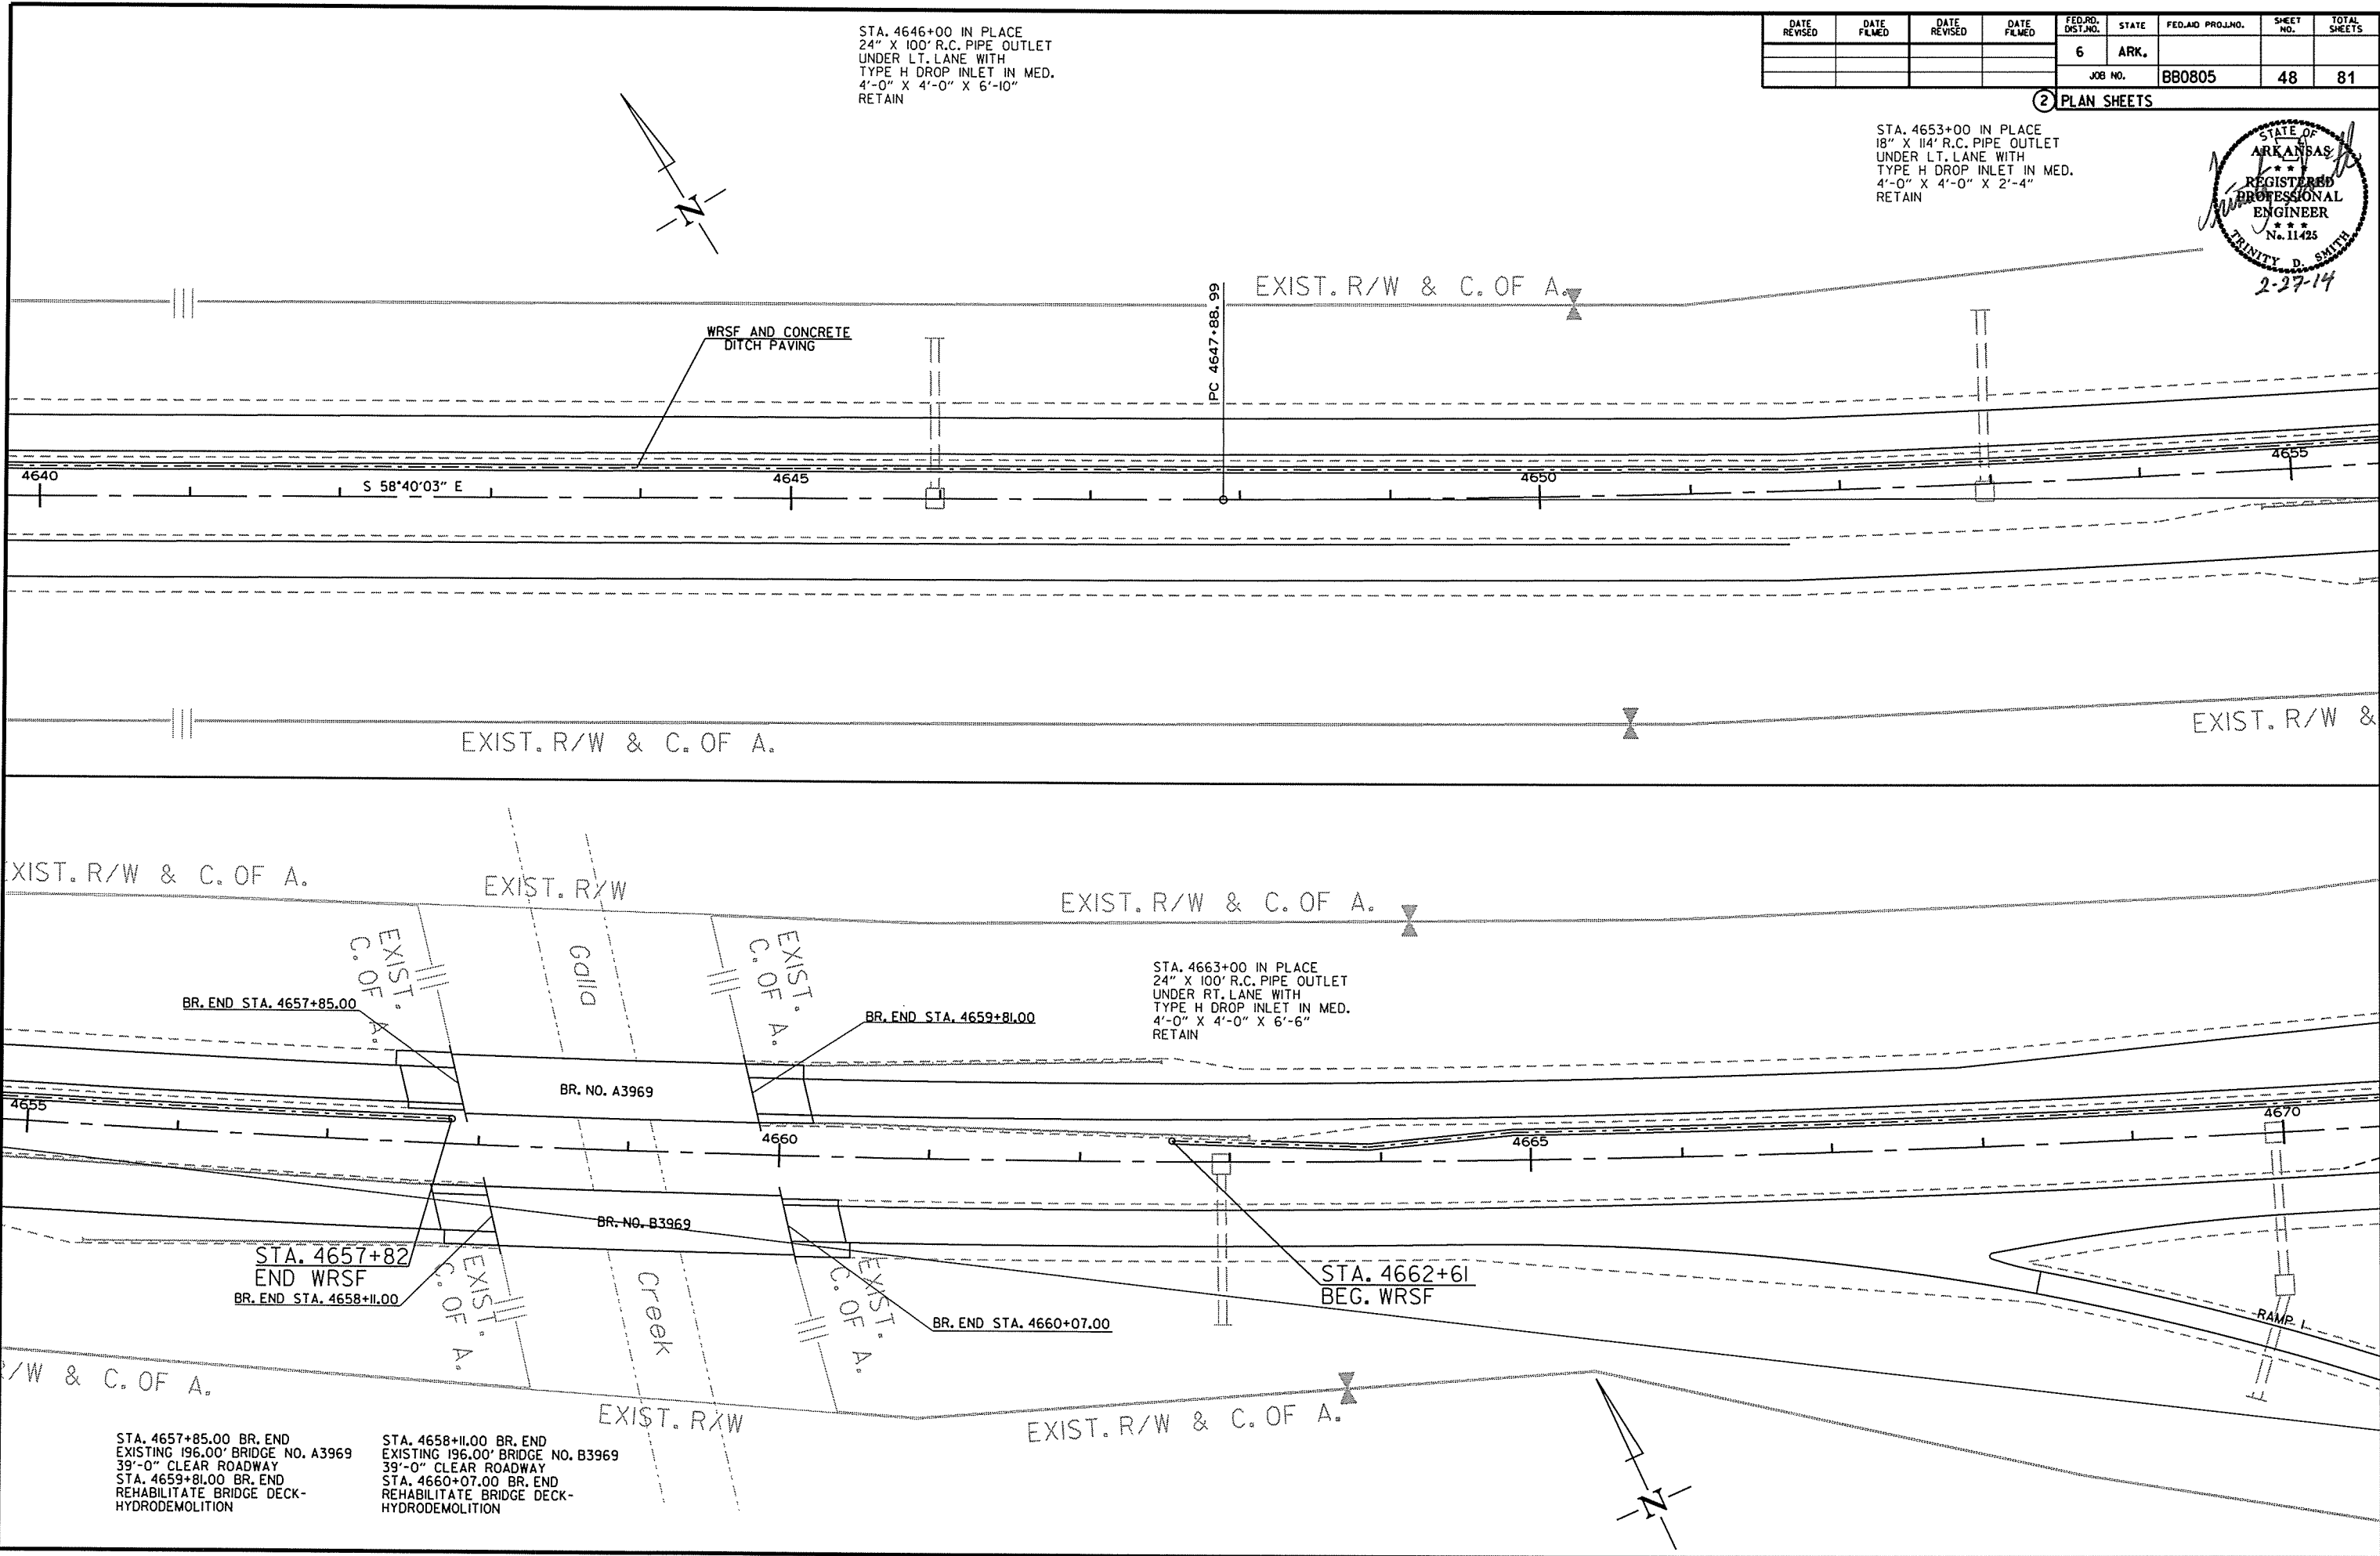 STA. 4646+00 IN PLACE
24" X 100' R.C. PIPE OUTLET
UNDER LT. LANE WITH
TYPE H DROP INLET IN MED.
4'-0" X 4'-0" X 6'-10"
RETAIN
DATE REVISED
DATE FILMED
DATE REVISED
DATE FILMED
FED.RD. DIST.NO.
STATE
FED.AID PROJ.NO.
SHEET NO.
TOTAL SHEETS
6
ARK.
JOB NO.
BB0805
48
81
2 PLAN SHEETS
STA. 4653+00 IN PLACE
18" X 114' R.C. PIPE OUTLET
UNDER LT. LANE WITH
TYPE H DROP INLET IN MED.
4'-0" X 4'-0" X 2'-4"
RETAIN
STATE OF
ARKANSAS
REGISTERED
PROFESSIONAL
ENGINEER
No. 11425
TRINITY D. SMITH
2-27-14
N
EXIST. R/W & C. OF A.
PC 4647+88.99
WRSF AND CONCRETE
DITCH PAVING
4640
S 58°40'03" E
4645
4650
4655
EXIST. R/W & C. OF A.
EXIST. R/W &
XIST. R/W & C. OF A.
EXIST. R/W
EXIST. R/W & C. OF A.
EXIST.
C. OF A.
Galla
EXIST.
C. OF A.
STA. 4663+00 IN PLACE
24" X 100' R.C. PIPE OUTLET
UNDER RT. LANE WITH
TYPE H DROP INLET IN MED.
4'-0" X 4'-0" X 6'-6"
RETAIN
BR. END STA. 4657+85.00
BR. END STA. 4659+81.00
BR. NO. A3969
4655
4660
4665
4670
BR. NO. B3969
STA. 4657+82
END WRSF
BR. END STA. 4658+11.00
EXIST.
C. OF A.
Creek
EXIST.
C. OF A.
BR. END STA. 4660+07.00
STA. 4662+61
BEG. WRSF
RAMP 1
/W & C. OF A.
EXIST. R/W
EXIST. R/W & C. OF A.
STA. 4657+85.00 BR. END
EXISTING 196.00' BRIDGE NO. A3969
39'-0" CLEAR ROADWAY
STA. 4659+81.00 BR. END
REHABILITATE BRIDGE DECK-
HYDRODEMOLITION
STA. 4658+11.00 BR. END
EXISTING 196.00' BRIDGE NO. B3969
39'-0" CLEAR ROADWAY
STA. 4660+07.00 BR. END
REHABILITATE BRIDGE DECK-
HYDRODEMOLITION
N